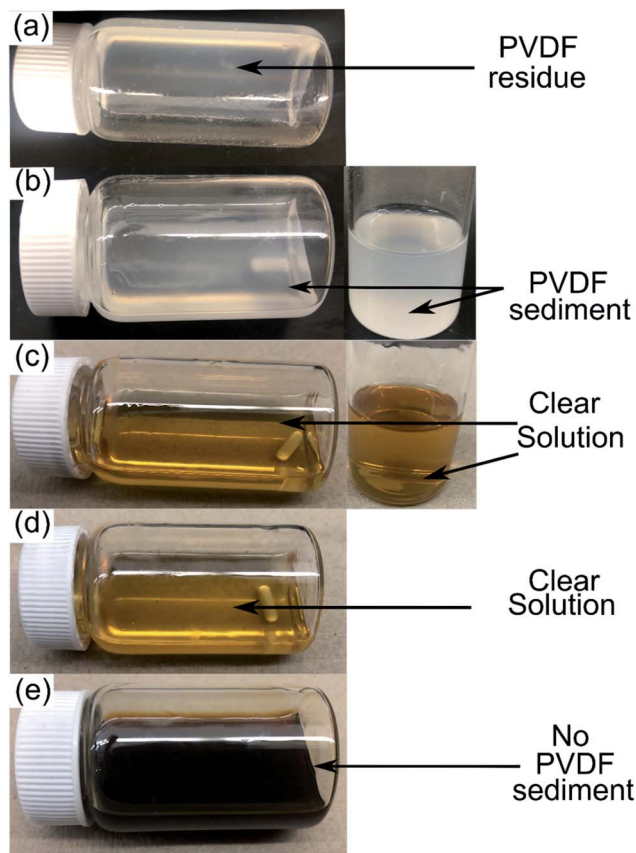 (a)
PVDF
residue
(b)
PVDF
sediment
(c)
Clear
Solution
(d)
Clear
Solution
(e)
No
PVDF
sediment